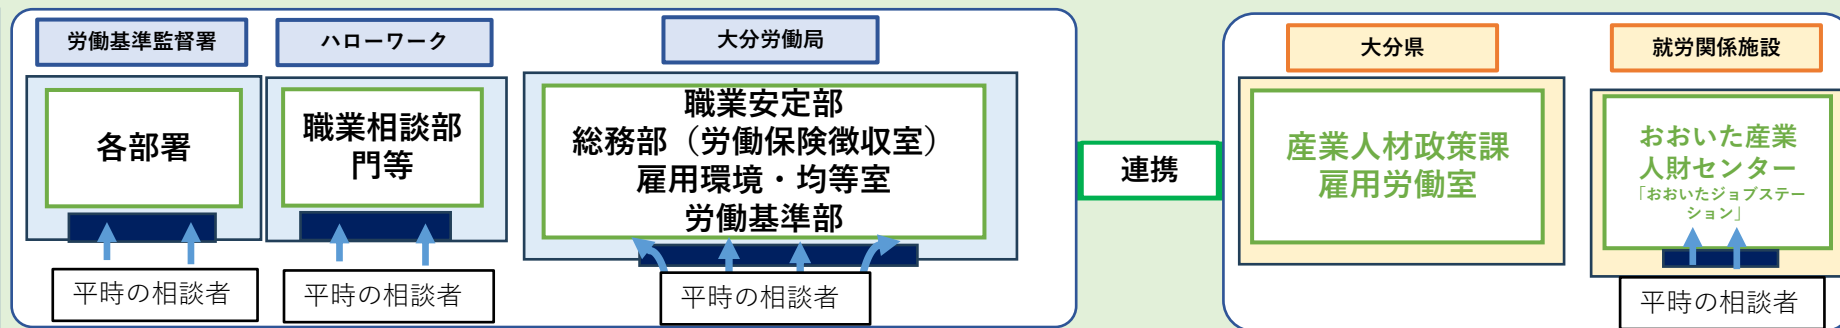 労働基準監督署
ハローワーク
大分労働局
大分県
就労関係施設
各部署
職業相談部
門等
職業安定部
総務部（労働保険徴収室）
雇用環境・均等室
労働基準部
連携
産業人材政策課
雇用労働室
おおいた産業
人財センター
「おおいたジョブステー
ション」
平時の相談者
平時の相談者
平時の相談者
平時の相談者